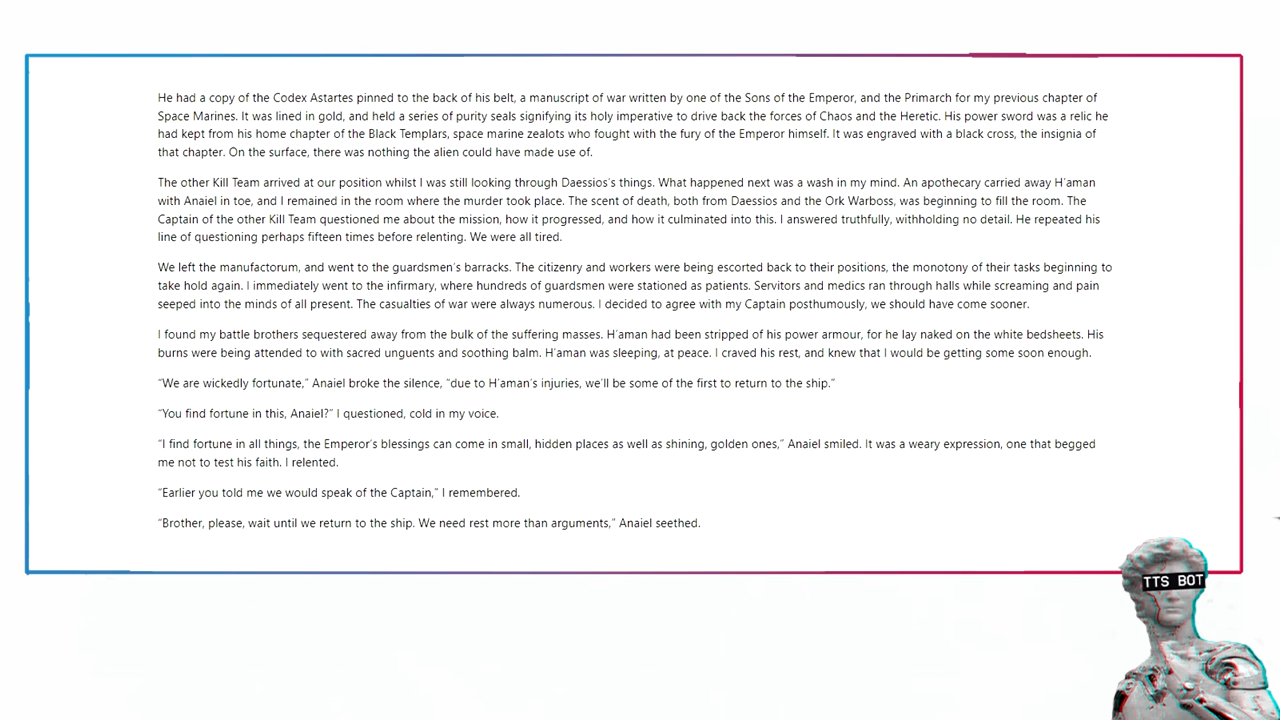 He had a copy of the Codex Astartes pinned to the back of his belt, a manuscript of war written by one of the Sons of the Emperor, and the Primarch for my previous chapter of
Space Marines. It was lined in gold, and held a series of purity seals signifying its holy imperative to drive back the forces of Chaos and the Heretic. His power sword was a relic he
had kept from his home chapter of the Black Templars, space marine zealots who fought with the fury of the Emperor himself. It was engraved with a black cross, the insignia of
that chapter. On the surface, there was nothing the alien could have made use of.
The other Kill Team arrived at our position whilst I was still looking through Daessios's things. What happened next was a wash in my mind. An apothecary carried away H'aman
with Anaiel in toe, and I remained in the room where the murder took place. The scent of death, both from Daessios and the Ork Warboss, was beginning to fill the room. The
Captain of the other Kill Team questioned me about the mission, how it progressed, and how it culminated into this. I answered truthfully, withholding no detail. He repeated his
line of questioning perhaps fifteen times before relenting. We were all tired.
We left the manufactorum, and went to the guardsmen's barracks. The citizenry and workers were being escorted back to their positions, the monotony of their tasks beginning to
take hold again. I immediately went to the infirmary, where hundreds of guardsmen were stationed as patients. Servitors and medics ran through halls while screaming and pain
seeped into the minds of all present. The casualties of war were always numerous. I decided to agree with my Captain posthumously, we should have come sooner.
I found my battle brothers sequestered away from the bulk of the suffering masses. H'aman had been stripped of his power armour, for he lay naked on the white bedsheets. His
burns were being attended to with sacred unguents and soothing balm. H'aman was sleeping, at peace. I craved his rest, and knew that I would be getting some soon enough.
“We are wickedly fortunate,” Anaiel broke the silence, “due to H'aman's injuries, we'll be some of the first to return to the ship.”
“You find fortune in this, Anaiel?” I questioned, cold in my voice.
“I find fortune in all things, the Emperor's blessings can come in small, hidden places as well as shining, golden ones,” Anaiel smiled. It was a weary expression, one that begged
me not to test his faith. I relented.
“Earlier you told me we would speak of the Captain,” I remembered.
“Brother, please, wait until we return to the ship. We need rest more than arguments,” Anaiel seethed.
TTS BOT